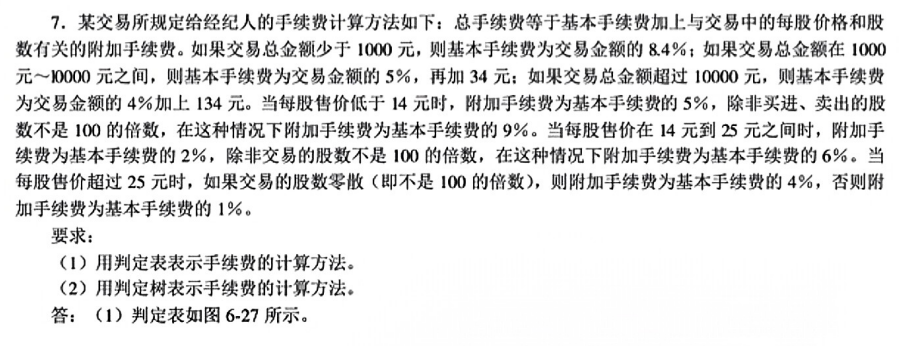 7．某交易所规定给经纪人的手续费计算方法如下：总手续费等于基本手续费加上与交易中的每股价格和股
数有关的附加手续费。如果交易总金额少于 1000 元，则基本手续费为交易金额的 8.4%；如果交易总金额在 1000
元～10000 元之间，则基本手续费为交易金额的 5%，再加 34 元；如果交易总金额超过 10000 元，则基本手续费
为交易金额的 4%加上 134 元。当每股售价低于 14 元时，附加手续费为基本手续费的 5%，除非买进、卖出的股
数不是 100 的倍数，在这种情况下附加手续费为基本手续费的 9%。当每股售价在 14 元到 25 元之间时，附加手
续费为基本手续费的 2%，除非交易的股数不是 100 的倍数，在这种情况下附加手续费为基本手续费的 6%。当
每股售价超过 25 元时，如果交易的股数零散（即不是 100 的倍数），则附加手续费为基本手续费的 4%，否则附
加手续费为基本手续费的 1%。
要求：
（1）用判定表表示手续费的计算方法。
（2）用判定树表示手续费的计算方法。
答：（1）判定表如图 6-27 所示。